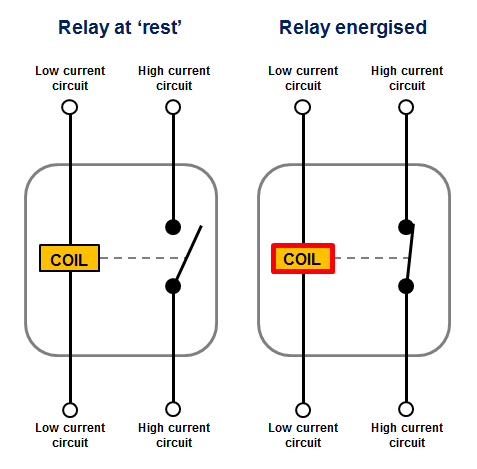 Relay at ‘rest’
Relay energised
Low current
circuit
High current
circuit
Low current
circuit
High current
circuit
COIL
COIL
Low current
circuit
High current
circuit
Low current
circuit
High current
circuit